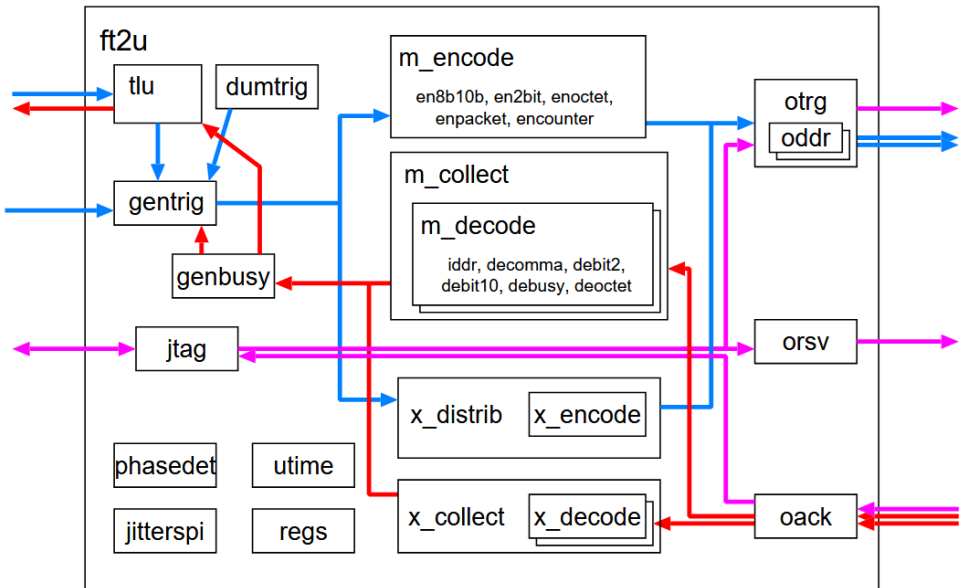 ft2u
tlu
dumtrig
gentrig
genbusy
jtag
phasedet
utime
jitterspi
regs
m_encode
en8b10b, en2bit, enoctet,
enpacket, encounter
m_collect
m_decode
iddr, decomma, debit2,
debit10, debusy, deoctet
x_distrib
x_encode
x_collect
x_decode
otrg
oddr
orsv
oack